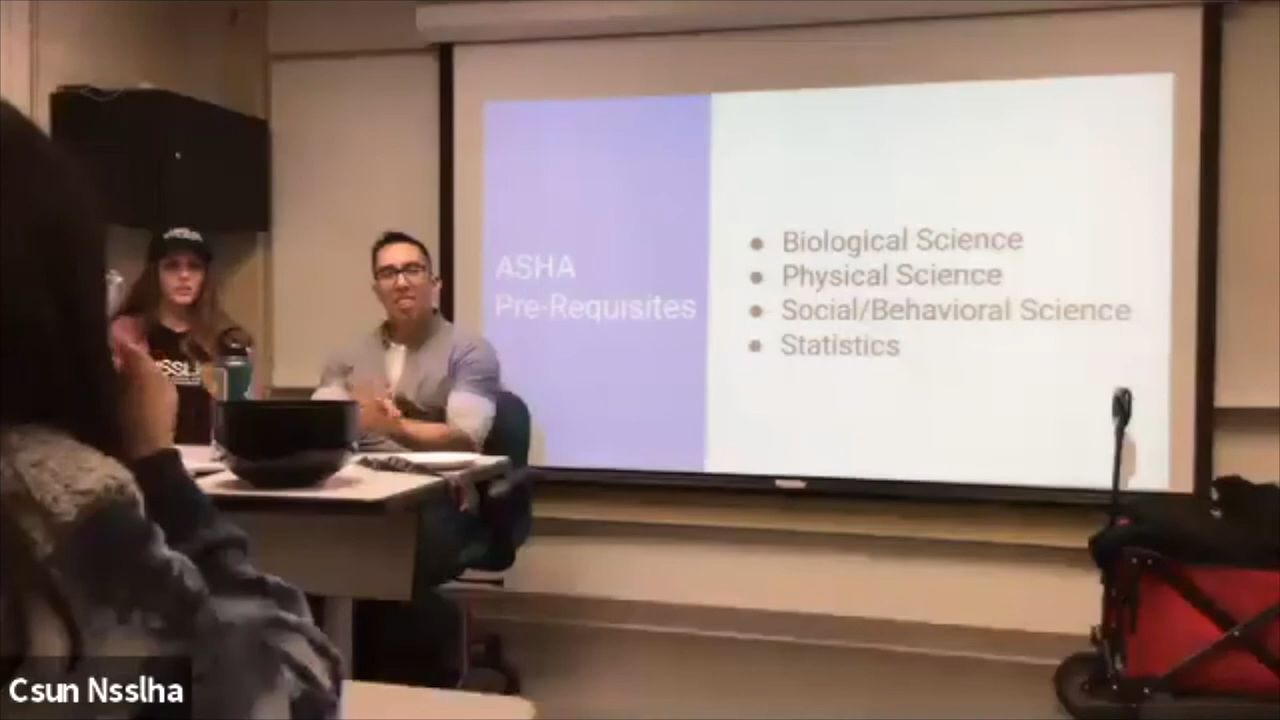 ASHA
Pre-Requisites
● Biological Science
● Physical Science
● Social/Behavioral Science
● Statistics
Csun Nsslha